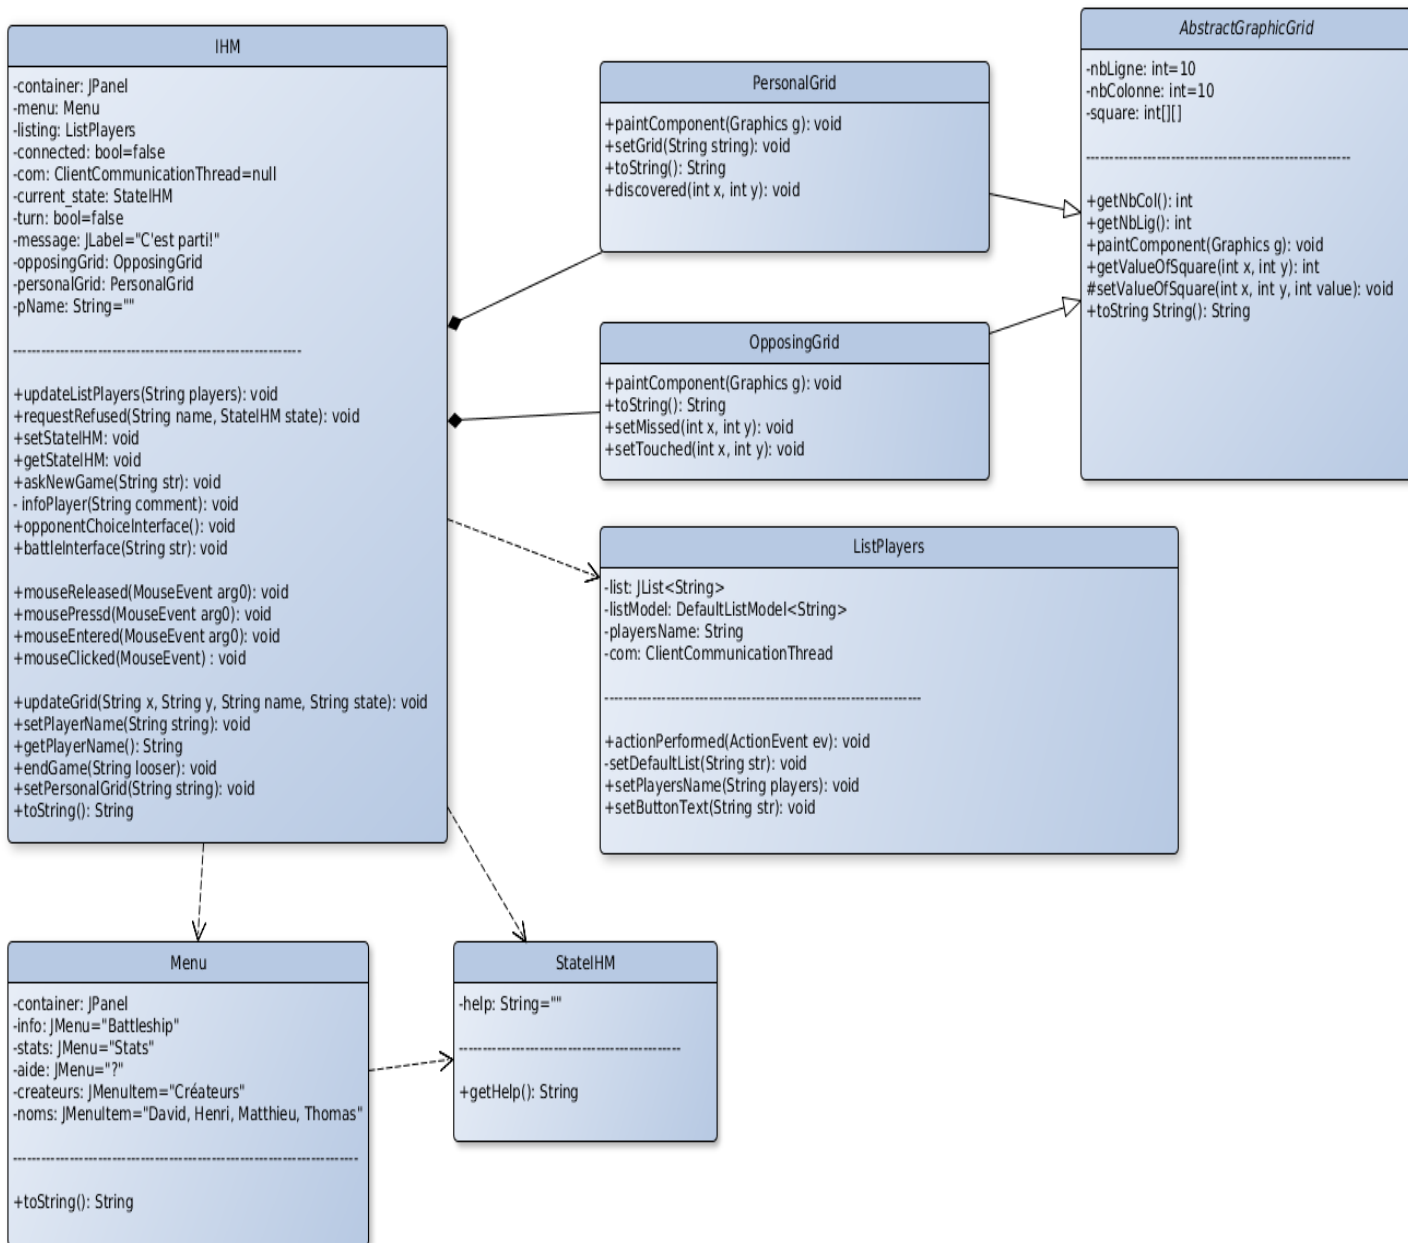 IHM
-container: JPanel
-menu: Menu
-listing: ListPlayers
-connected: bool=false
-com: ClientCommunicationThread=null
-current_state: StateIHM
-turn: bool=false
-message: JLabel="C'est parti!"
-opposingGrid: OpposingGrid
-personalGrid: PersonalGrid
-pName: String=""
+updateListPlayers(String players): void
+requestRefused(String name, StateIHM state): void
+setStateIHM: void
+getStateIHM: void
+askNewGame(String str): void
- infoPlayer(String comment): void
+opponentChoiceInterface(): void
+battleInterface(String str): void
+mouseReleased(MouseEvent arg0): void
+mousePressd(MouseEvent arg0): void
+mouseEntered(MouseEvent arg0): void
+mouseClicked(MouseEvent) : void
+updateGrid(String x, String y, String name, String state): void
+setPlayerName(String string): void
+getPlayerName(): String
+endGame(String looser): void
+setPersonalGrid(String string): void
+toString(): String
PersonalGrid
+paintComponent(Graphics g): void
+setGrid(String string): void
+toString(): String
+discovered(int x, int y): void
AbstractGraphicGrid
-nbLigne: int=10
-nbColonne: int=10
-square: int[][]
+getNbCol(): int
+getNbLig(): int
+paintComponent(Graphics g): void
+getValueOfSquare(int x, int y): int
#setValueOfSquare(int x, int y, int value): void
+toString String(): String
OpposingGrid
+paintComponent(Graphics g): void
+toString(): String
+setMissed(int x, int y): void
+setTouched(int x, int y): void
ListPlayers
-list: JList<String>
-listModel: DefaultListModel<String>
-playersName: String
-com: ClientCommunicationThread
+actionPerformed(ActionEvent ev): void
-setDefaultList(String str): void
+setPlayersName(String players): void
+setButtonText(String str): void
Menu
-container: JPanel
-info: JMenu="Battleship"
-stats: JMenu="Stats"
-aide: JMenu="?"
-createurs: JMenuItem="Créateurs"
-noms: JMenuItem="David, Henri, Matthieu, Thomas"
+toString(): String
StateIHM
-help: String=""
+getHelp(): String